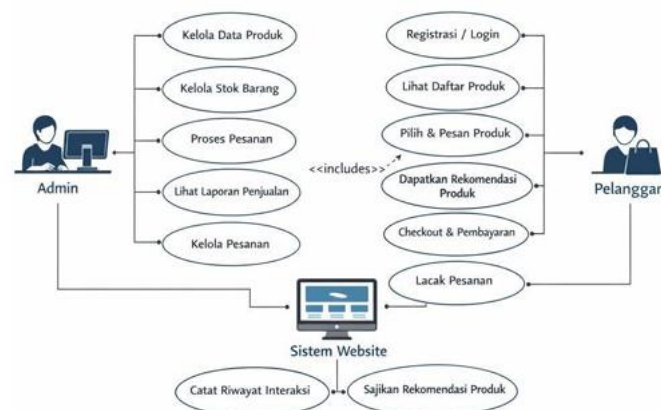 Kelola Data Produk
Kelola Stok Barang
Proses Pesanan
Lihat Laporan Penjualan
Kelola Pesanan
Admin
Registrasi / Login
Lihat Daftar Produk
Pilih & Pesan Produk
<<includes>>
Dapatkan Rekomendasi
Produk
Checkout & Pembayaran
Lacak Pesanan
Pelanggan
Sistem Website
Catat Riwayat Interaksi
Sajikan Rekomendasi Produk